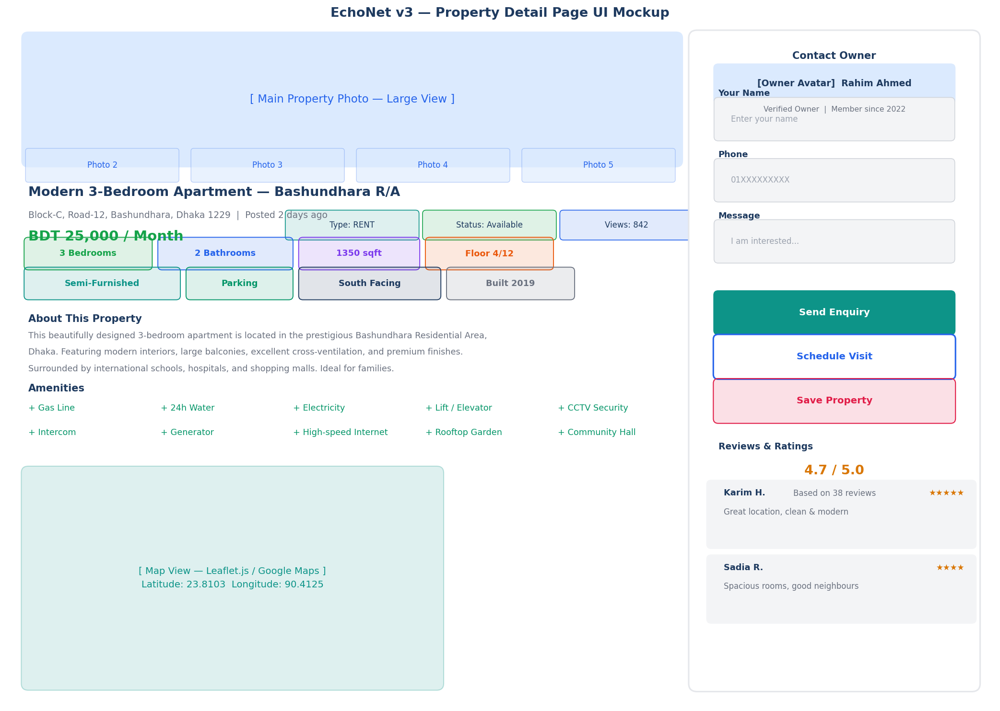 EchoNet v3 — Property Detail Page UI Mockup
[ Main Property Photo — Large View ]
Photo 2
Photo 3
Photo 4
Photo 5
Modern 3-Bedroom Apartment — Bashundhara R/A
Block-C, Road-12, Bashundhara, Dhaka 1229  |  Posted 2 days ago
Type: RENT
Status: Available
Views: 842
BDT 25,000 / Month
3 Bedrooms
2 Bathrooms
1350 sqft
Floor 4/12
Semi-Furnished
Parking
South Facing
Built 2019
About This Property
This beautifully designed 3-bedroom apartment is located in the prestigious Bashundhara Residential Area,
Dhaka. Featuring modern interiors, large balconies, excellent cross-ventilation, and premium finishes.
Surrounded by international schools, hospitals, and shopping malls. Ideal for families.
Amenities
+ Gas Line
+ 24h Water
+ Electricity
+ Lift / Elevator
+ CCTV Security
+ Intercom
+ Generator
+ High-speed Internet
+ Rooftop Garden
+ Community Hall
[ Map View — Leaflet.js / Google Maps ]
Latitude: 23.8103  Longitude: 90.4125
Contact Owner
[Owner Avatar]  Rahim Ahmed
Your Name
Verified Owner  |  Member since 2022
Enter your name
Phone
01XXXXXXXXX
Message
I am interested...
Send Enquiry
Schedule Visit
Save Property
Reviews & Ratings
4.7 / 5.0
Karim H.
Based on 38 reviews
★★★★★
Great location, clean & modern
Sadia R.
★★★★
Spacious rooms, good neighbours